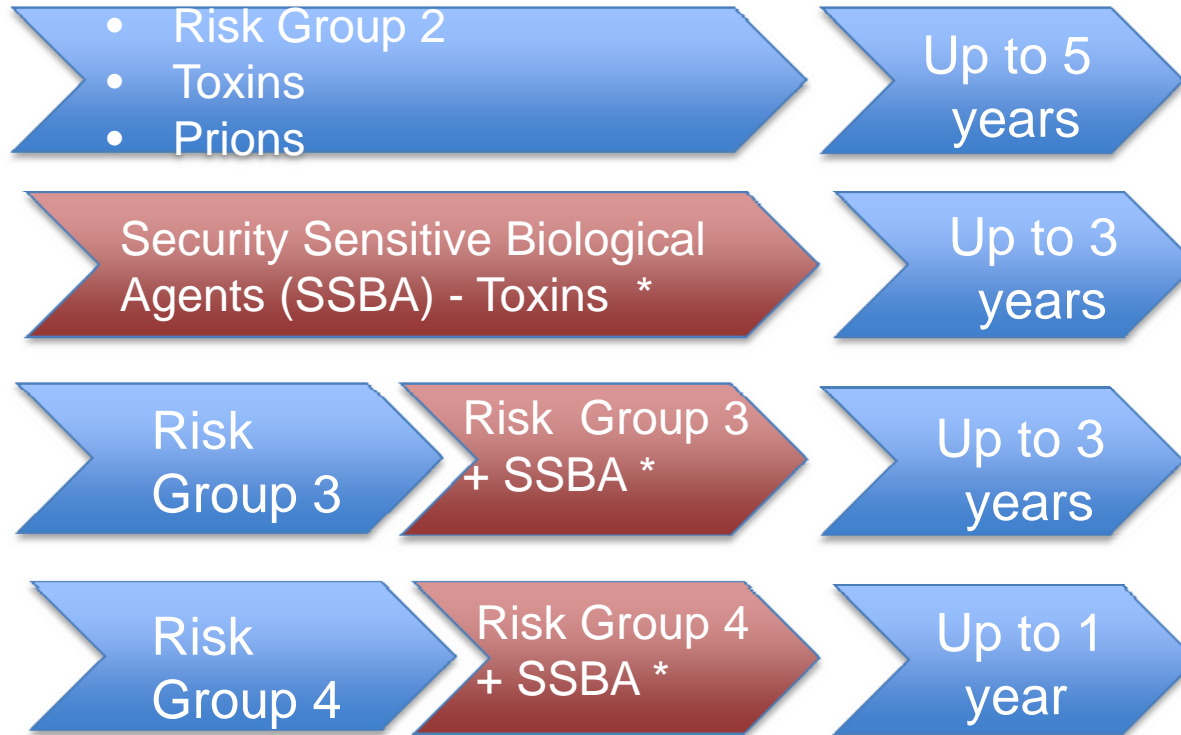 • Risk Group 2
• Toxins
• Prions
Up to 5
years
Security Sensitive Biological
Agents (SSBA) - Toxins *
Up to 3
years
Risk
Group 3
Risk Group 3
+ SSBA *
Up to 3
years
Risk
Group 4
Risk Group 4
+ SSBA *
Up to 1
year